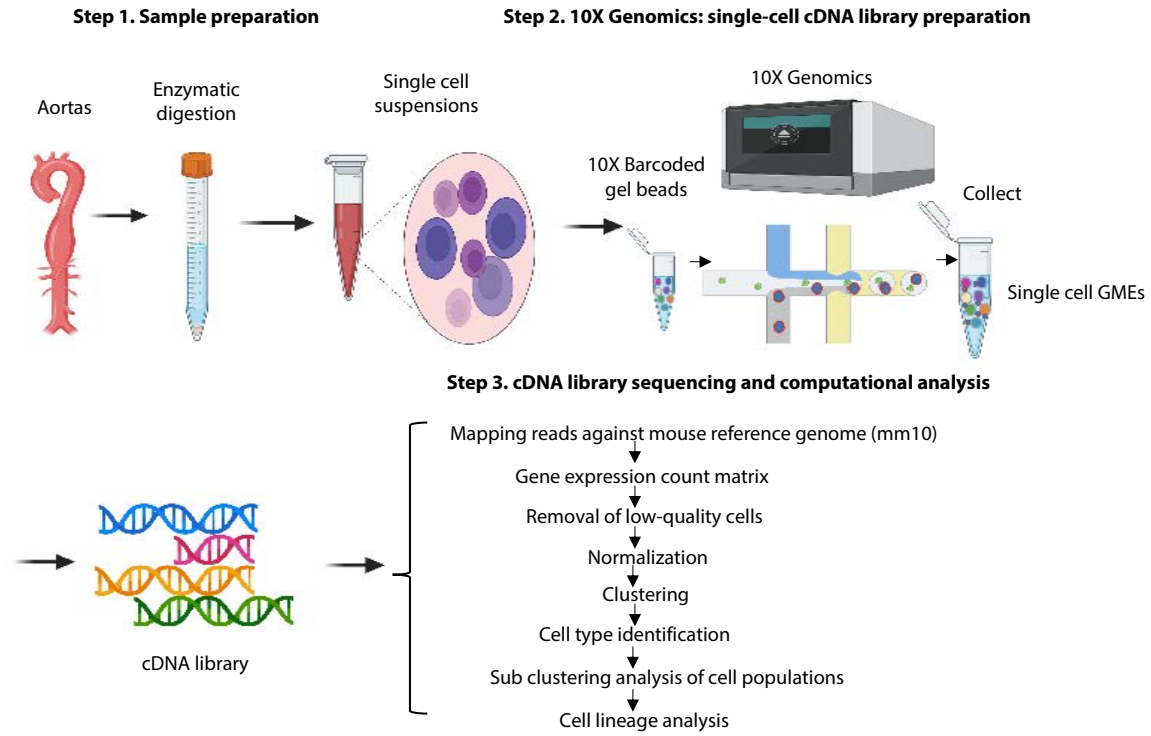 Step 1. Sample preparation
Step 2. 10X Genomics: single-cell cDNA library preparation
Aortas
Enzymatic
digestion
Single cell
suspensions
10X Genomics
10X Barcoded
gel beads
Collect
Single cell GMEs
Step 3. cDNA library sequencing and computational analysis
cDNA library
Mapping reads against mouse reference genome (mm10)
Gene expression count matrix
Removal of low-quality cells
Normalization
Clustering
Cell type identification
Sub clustering analysis of cell populations
Cell lineage analysis